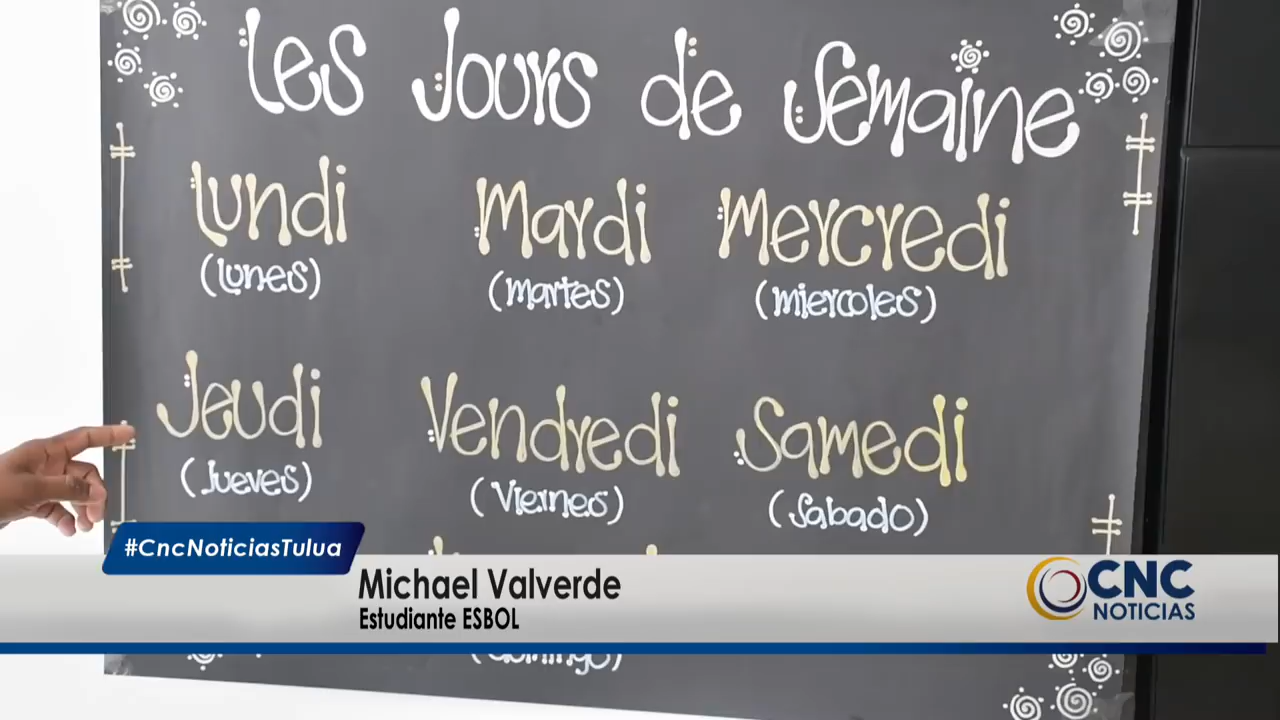 Les Jours de Semaine
Lundi Mardi Mercredi
(Lunes) (martes) (miercoles)
Jeudi Vendredi Samedi
(Jueves) (Viernes) (Sabado)
#CncNoticiasTulua
Michael Valverde
Estudiante ESBOL
CNC
NOTICIAS
(domingo)